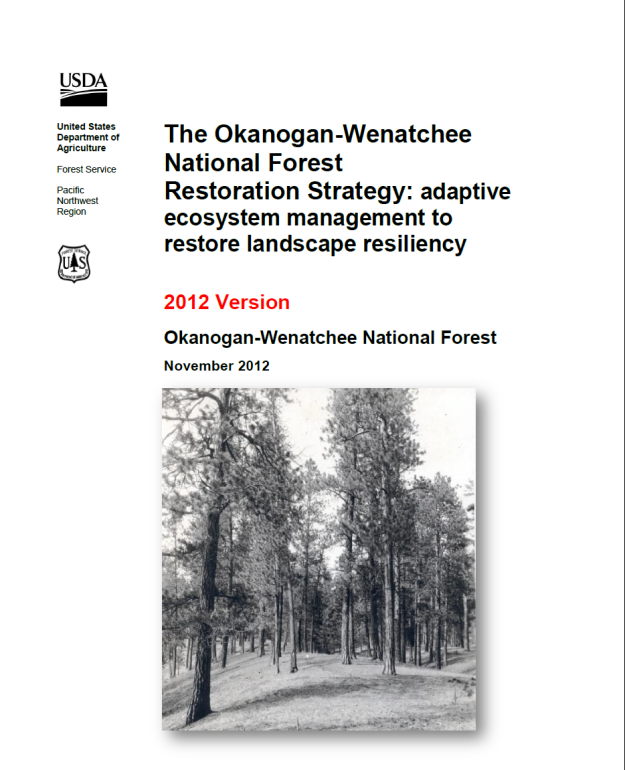 USDA
United States
Department of
Agriculture
Forest Service
Pacific
Northwest
Region
U S
The Okanogan-Wenatchee
National Forest
Restoration Strategy: adaptive
ecosystem management to
restore landscape resiliency
2012 Version
Okanogan-Wenatchee National Forest
November 2012